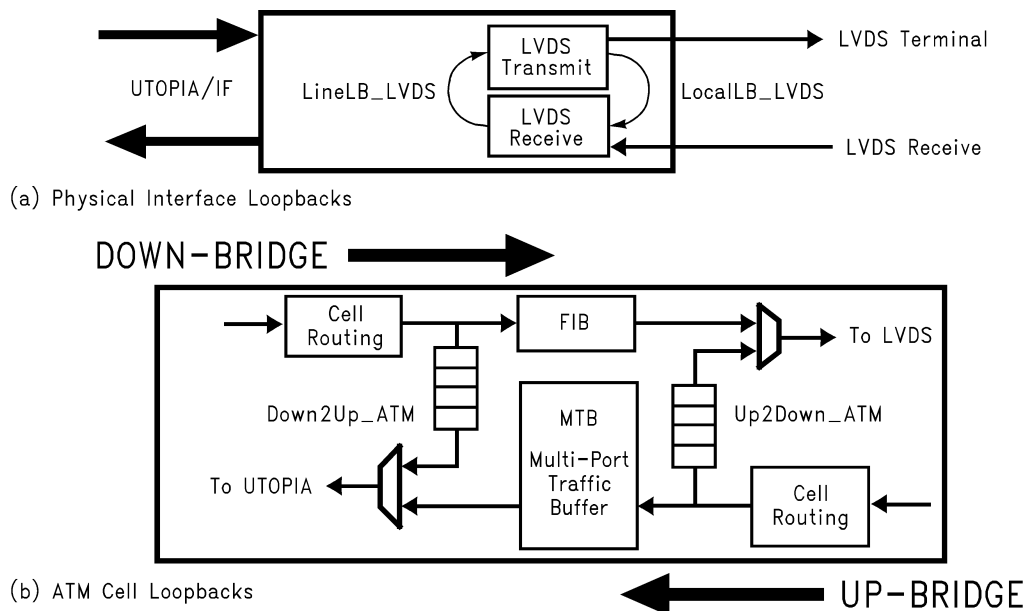 LVDS
Transmit
LVDS Terminal
UTOPIA/IF
LineLB_LVDS
LocalLB_LVDS
LVDS
Receive
LVDS Receive
(a) Physical Interface Loopbacks
DOWN-BRIDGE
Cell
Routing
FIB
To LVDS
Down2Up_ATM
MTB
Multi-Port
Traffic
Buffer
Up2Down_ATM
To UTOPIA
Cell
Routing
(b) ATM Cell Loopbacks
UP-BRIDGE